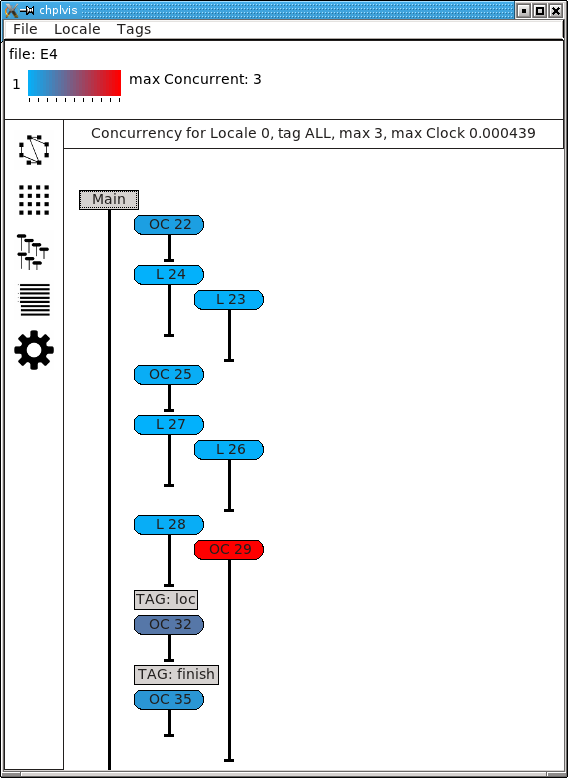 chplvis
File Locale Tags
file: E4
1 max Concurrent: 3
Concurrency for Locale 0, tag ALL, max 3, max Clock 0.000439
Main
OC 22
L 24
L 23
OC 25
L 27
L 26
L 28
OC 29
TAG: loc
OC 32
TAG: finish
OC 35